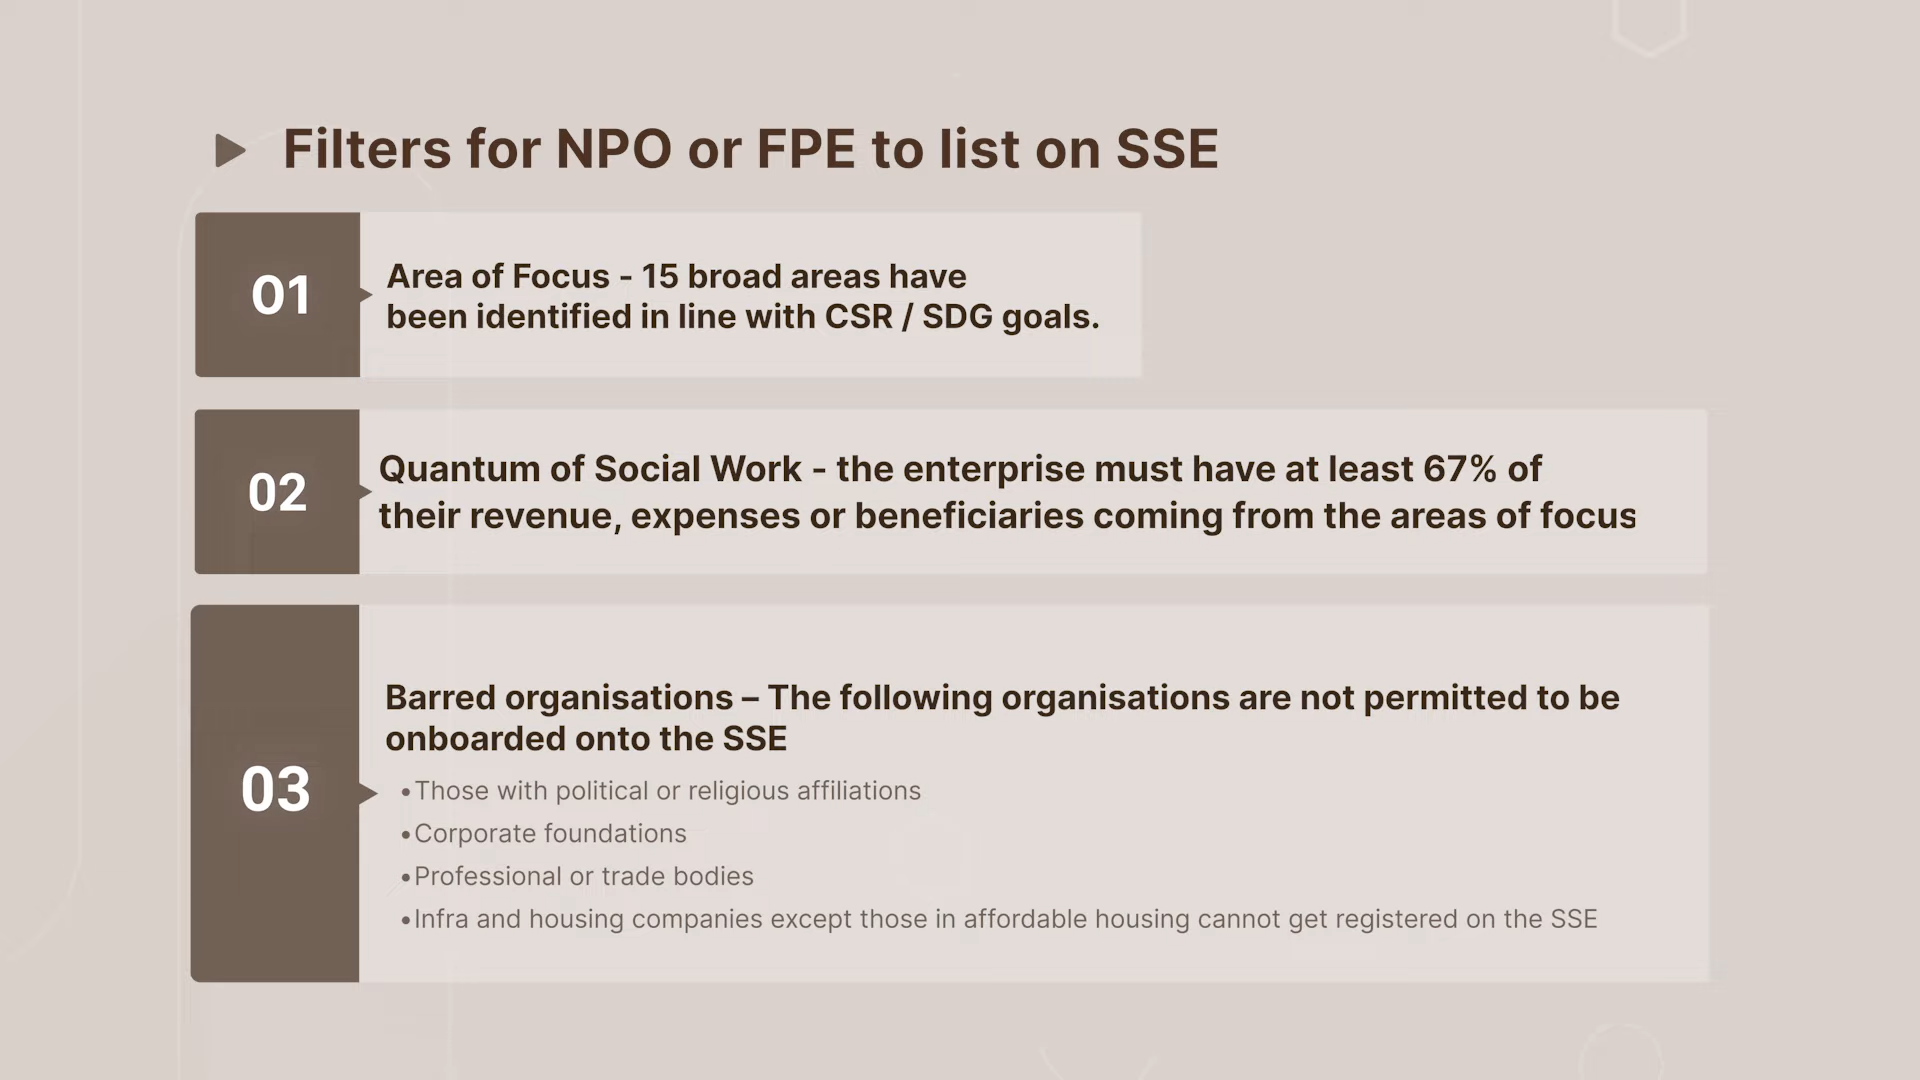 Filters for NPO or FPE to list on SSE
01
Area of Focus - 15 broad areas have
been identified in line with CSR / SDG goals.
02
Quantum of Social Work - the enterprise must have at least 67% of
their revenue, expenses or beneficiaries coming from the areas of focus
03
Barred organisations – The following organisations are not permitted to be
onboarded onto the SSE
•Those with political or religious affiliations
•Corporate foundations
•Professional or trade bodies
•Infra and housing companies except those in affordable housing cannot get registered on the SSE